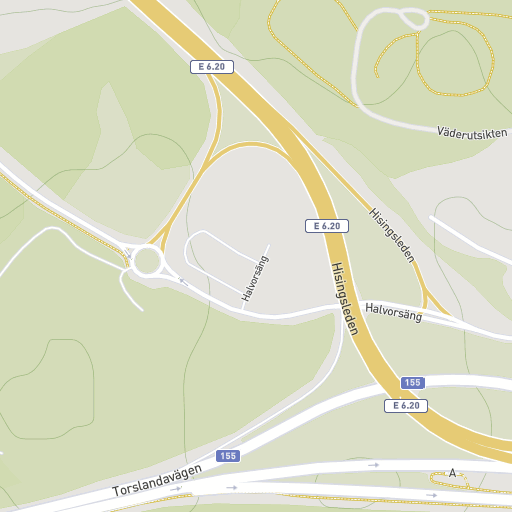 E 6.20
Väderutsikten
E 6.20
Hisingsleden
Halvorsäng
Hisingsleden
Halvorsäng
155
E 6.20
155
A
Torslandavägen